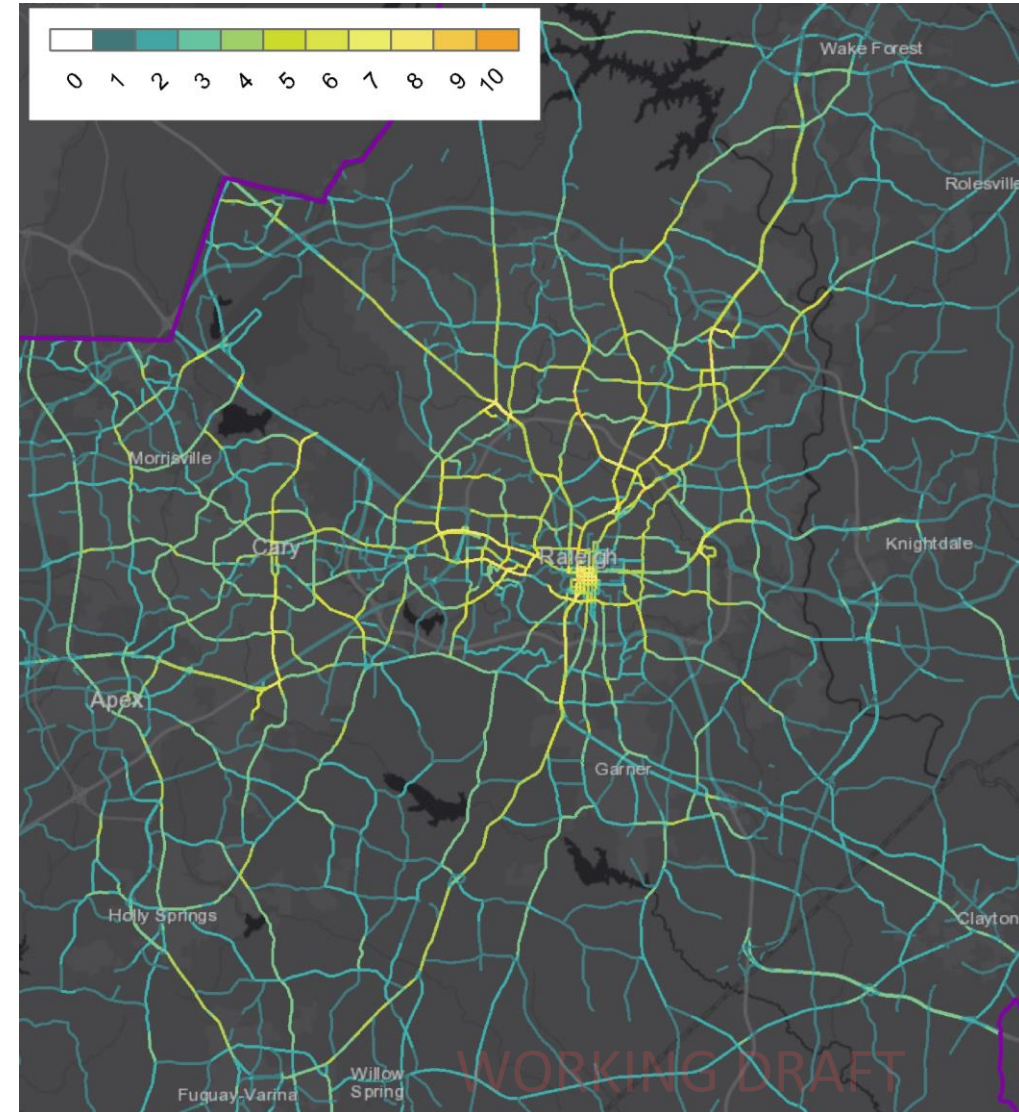 0 1 2 3 4 5 6 7 8 9 10
Wake Forest
Rolesville
Morrisville
Cary
Raleigh
Knightdale
Apex
Garner
Holly Springs
Clayton
Willow
Spring
Fuquay-Varina
WORKING DRAFT